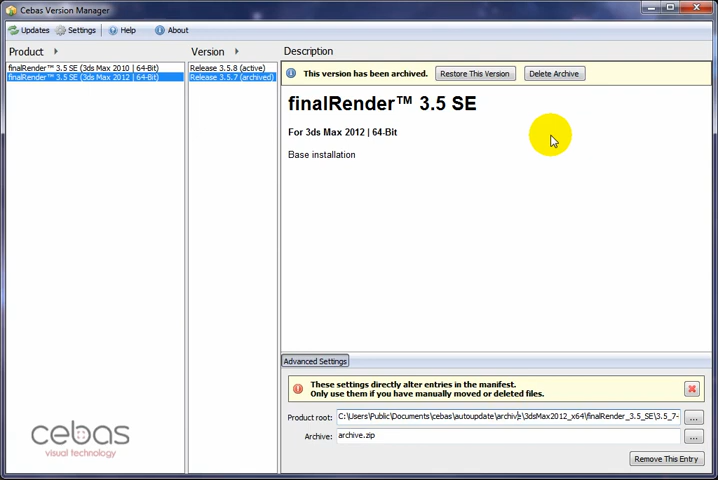 Cebas Version Manager
Updates Settings Help About
Product Version Description
finalRender™ 3.5 SE (3ds Max 2010 | 64-Bit) Release 3.5.8 (active)
finalRender™ 3.5 SE (3ds Max 2012 | 64-Bit) Release 3.5.7 (archived)
This version has been archived. Restore This Version Delete Archive
finalRender™ 3.5 SE
For 3ds Max 2012 | 64-Bit
Base installation
Advanced Settings
These settings directly alter entries in the manifest.
Only use them if you have manually moved or deleted files.
Product root: C:\Users\Public\Documents\cebas\autoupdate\archive\3dsMax2012_x64\finalRender_3.5_SE\3.5_7- ...
Archive: archive.zip ...
Remove This Entry
cebas
visual technology